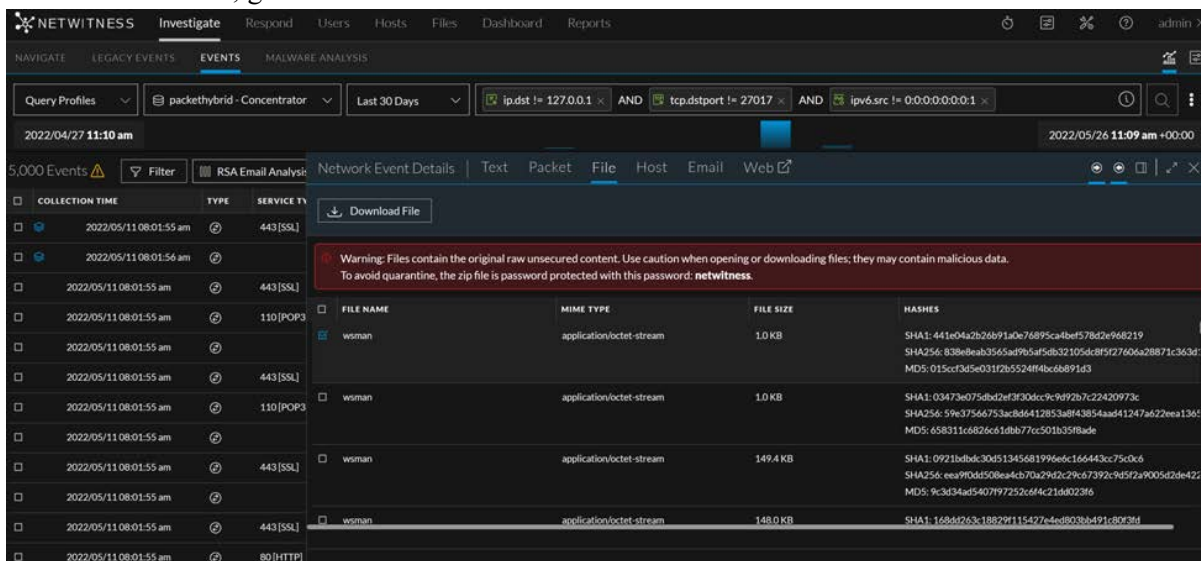 NETWITNESS Investigate Respond Users Hosts Files Dashboard Reports admin
NAVIGATE LEGACY EVENTS EVENTS MALWARE ANALYSIS
Query Profiles packethybrid - Concentrator Last 30 Days ip.dst != 127.0.0.1 × AND tcp.dstport != 27017 × AND ipv6.src != 0:0:0:0:0:0:0:1 ×
2022/04/27 11:10 am 2022/05/26 11:09 am +00:00
5,000 Events Filter RSA Email Analysis Network Event Details Text Packet File Host Email Web
COLLECTION TIME TYPE SERVICE TY
Download File
2022/05/11 08:01:55 am 443 [SSL]
2022/05/11 08:01:56 am
Warning: Files contain the original raw unsecured content. Use caution when opening or downloading files; they may contain malicious data.
To avoid quarantine, the zip file is password protected with this password: netwitness.
2022/05/11 08:01:55 am 443 [SSL]
FILE NAME MIME TYPE FILE SIZE HASHES
2022/05/11 08:01:55 am 110 [POP3
wsman application/octet-stream 1.0 KB SHA1: 441e04a2b26b91a0e76895ca4bef578d2e968219
2022/05/11 08:01:55 am
SHA256: 838e8eab3565ad9b5af5db32105dc8f5f27606a28871c363d
MD5: 015ccf3d5e031f2b5524ff4bc6b891d3
2022/05/11 08:01:55 am 443 [SSL]
2022/05/11 08:01:55 am 110 [POP3
wsman application/octet-stream 1.0 KB SHA1: 03473e075dbd2ef3f30dcc9c9d92b7c22420973c
SHA256: 59e37566753ac8d6412853a8f43854aad41247a622eea1365
2022/05/11 08:01:55 am
MD5: 658311c6826c61dbb77cc501b35f8ade
2022/05/11 08:01:55 am 443 [SSL]
wsman application/octet-stream 149.4 KB SHA1: 0921bdbdc30d51345681996e6c166443cc75c0c6
SHA256: eea9f0dd508ea4cb70a29d2c29c67392c9d5f2a9005d2de422
2022/05/11 08:01:55 am
MD5: 9c3d34ad5407f97252c6f4c21dd023f6
2022/05/11 08:01:55 am 443 [SSL]
wsman application/octet-stream 148.0 KB SHA1: 168dd263c18829f115427e4ed803bb491c80f3fd
2022/05/11 08:01:55 am 80 [HTTP]